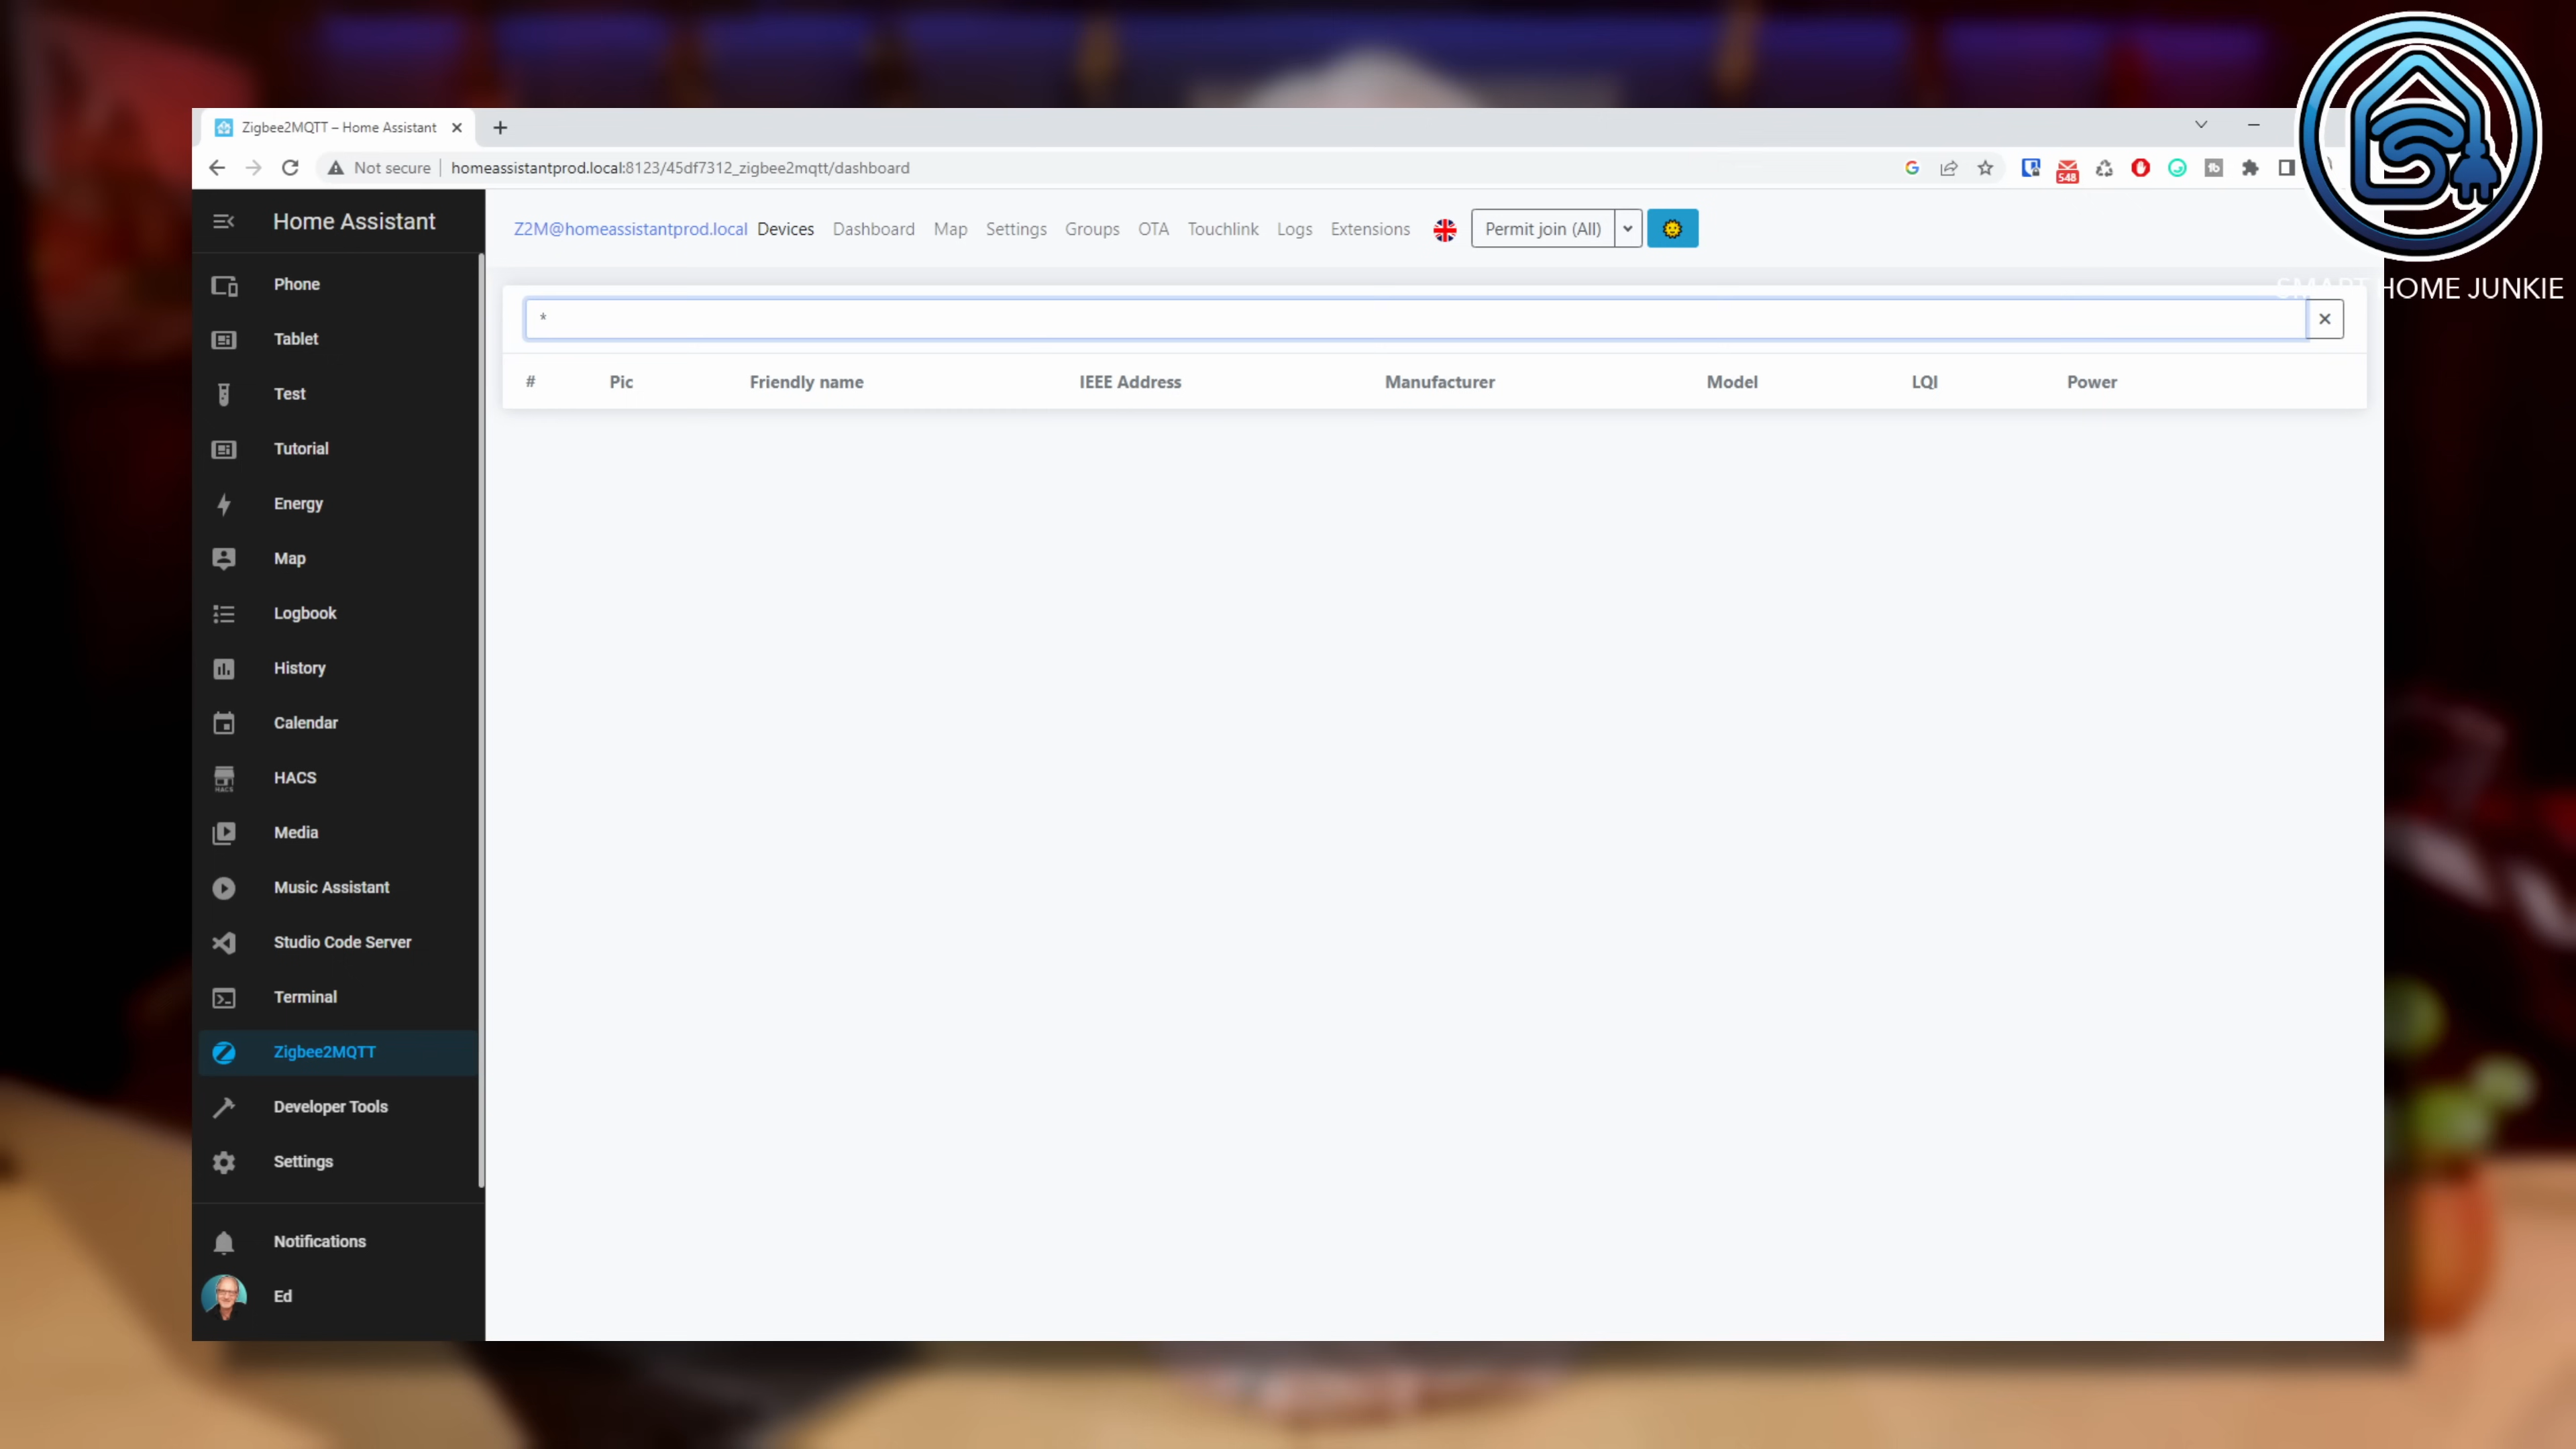 Zigbee2MQTT – Home Assistant
Not secure
homeassistantprod.local:8123/45df7312_zigbee2mqtt/dashboard
548
Home Assistant
Z2M@homeassistantprod.local Devices Dashboard Map Settings Groups OTA Touchlink Logs Extensions Permit join (All)
SMART HOME JUNKIE
*
# Pic Friendly name IEEE Address Manufacturer Model LQI Power
Phone
Tablet
Test
Tutorial
Energy
Map
Logbook
History
Calendar
HACS
HACS
Media
Music Assistant
Studio Code Server
Terminal
Zigbee2MQTT
Developer Tools
Settings
Notifications
Ed